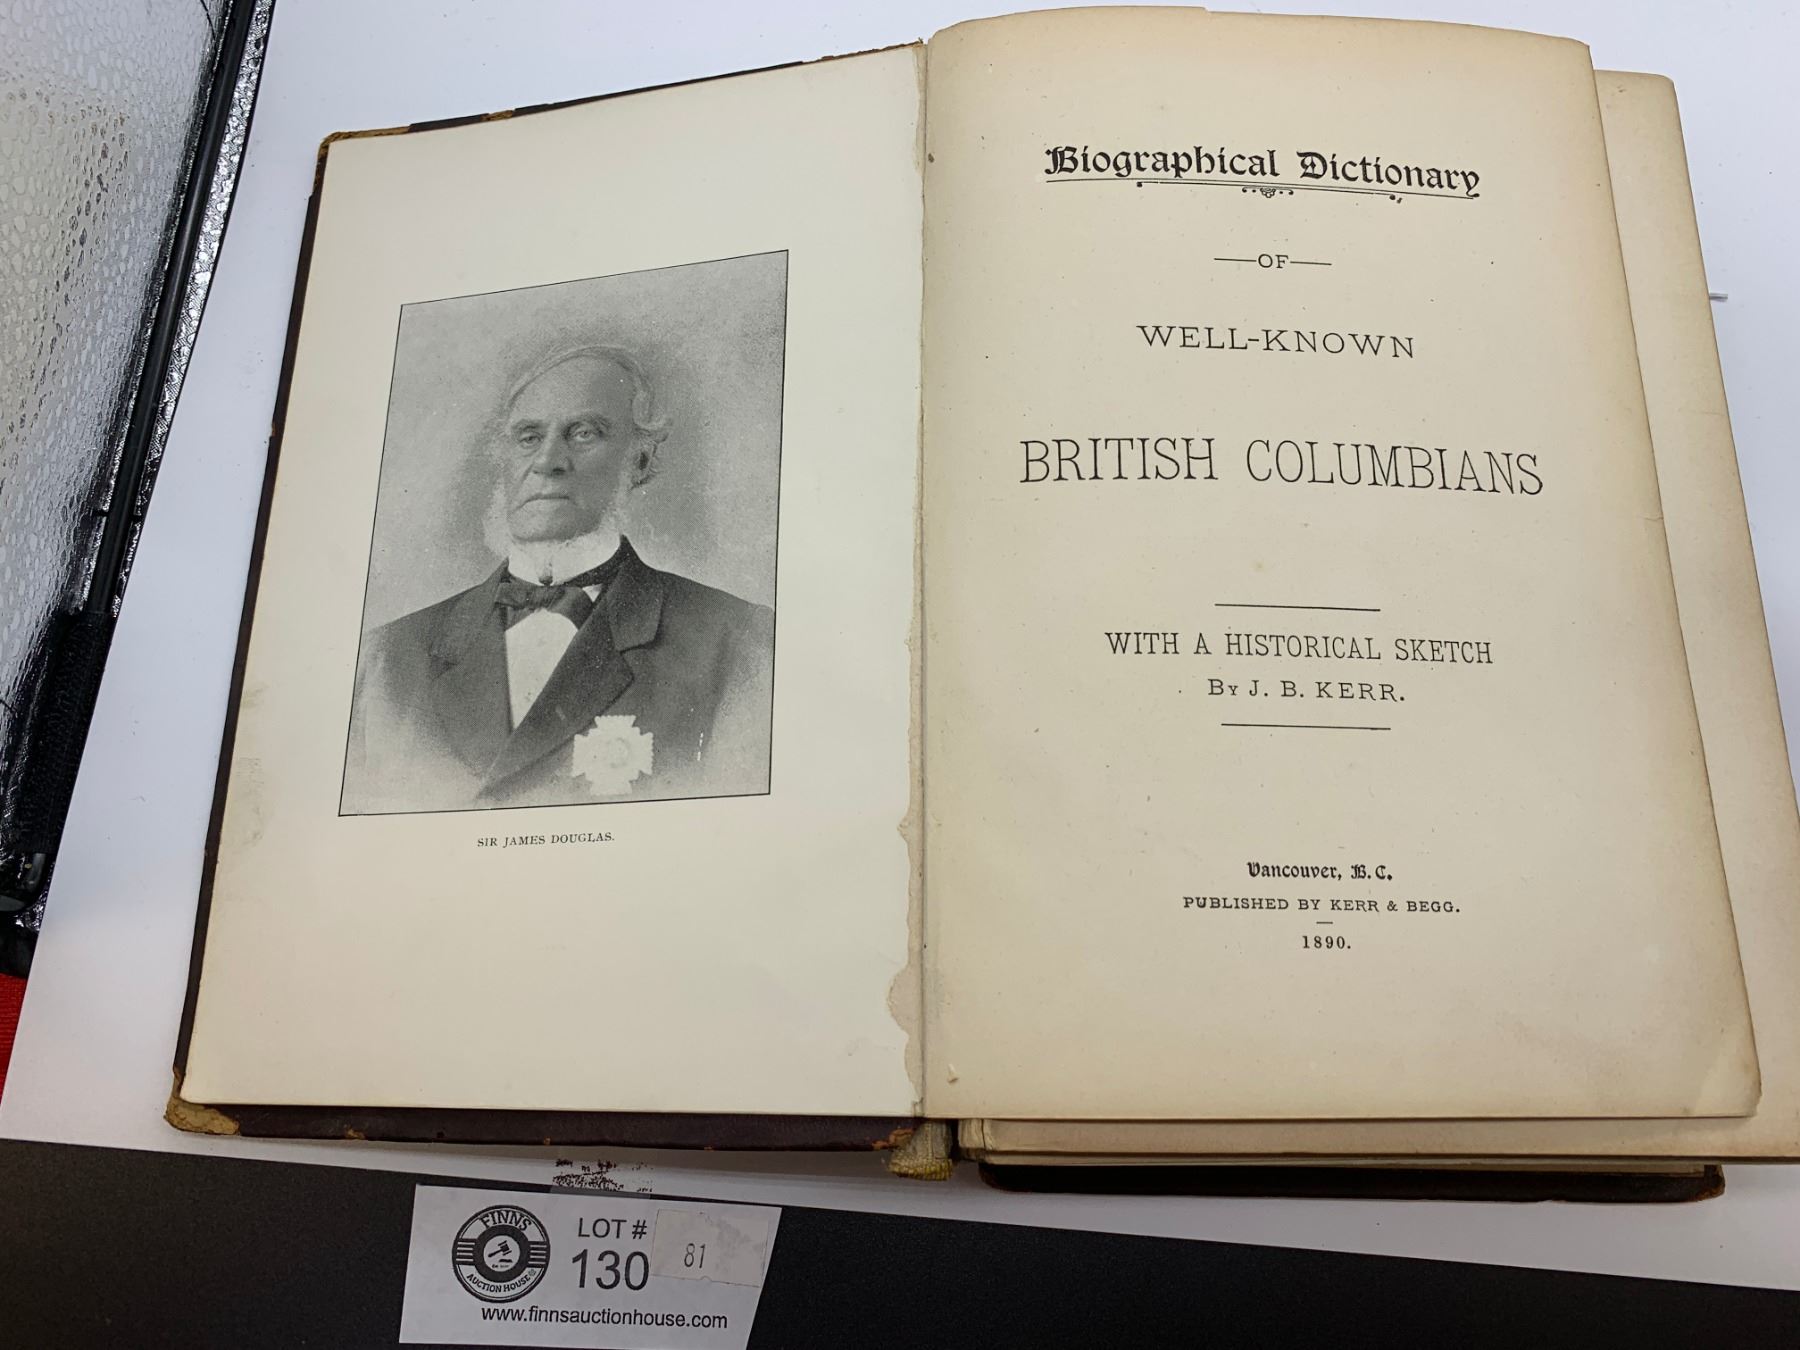 SIR JAMES DOUGLAS.
Biographical Dictionary
OF
WELL-KNOWN
BRITISH COLUMBIANS
WITH A HISTORICAL SKETCH
BY J. B. KERR.
Vancouver, B. C.
PUBLISHED BY KERR & BEGG.
1890.
FINNS
AUCTION HOUSE
LOT #
130
81
www.finnsauctionhouse.com